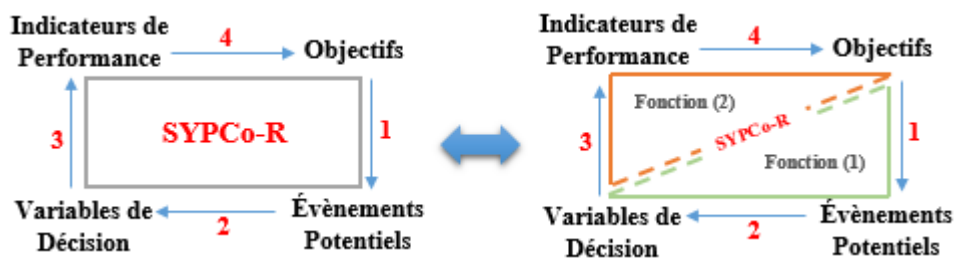 Indicateurs de
Performance
4
Objectifs
3
SYPCo-R
1
Variables de
Décision
2
Évènements
Potentiels
Indicateurs de
Performance
4
Objectifs
Fonction (2)
3
SYPCo-R
1
Fonction (1)
Variables de
Décision
2
Évènements
Potentiels